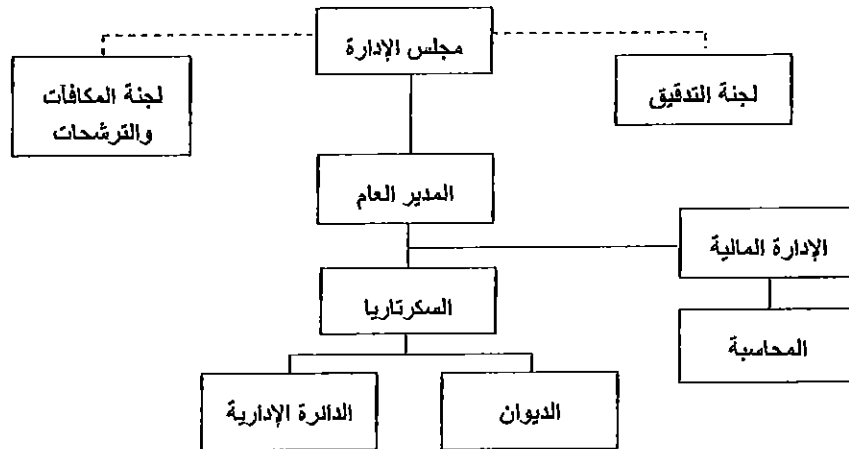 مجلس الإدارة
لجنة التدقيق
لجنة المكافآت
والترشحات
المدير العام
الإدارة المالية
السكرتاريا
المحاسبة
الديوان
الدائرة الإدارية